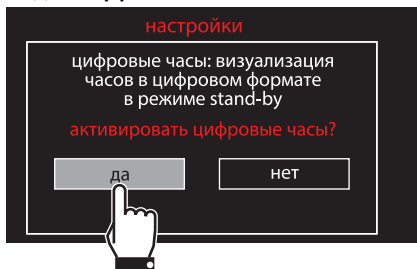 настройки
цифровые часы: визуализация
часов в цифровом формате
в режиме stand-by
активировать цифровые часы?
да нет